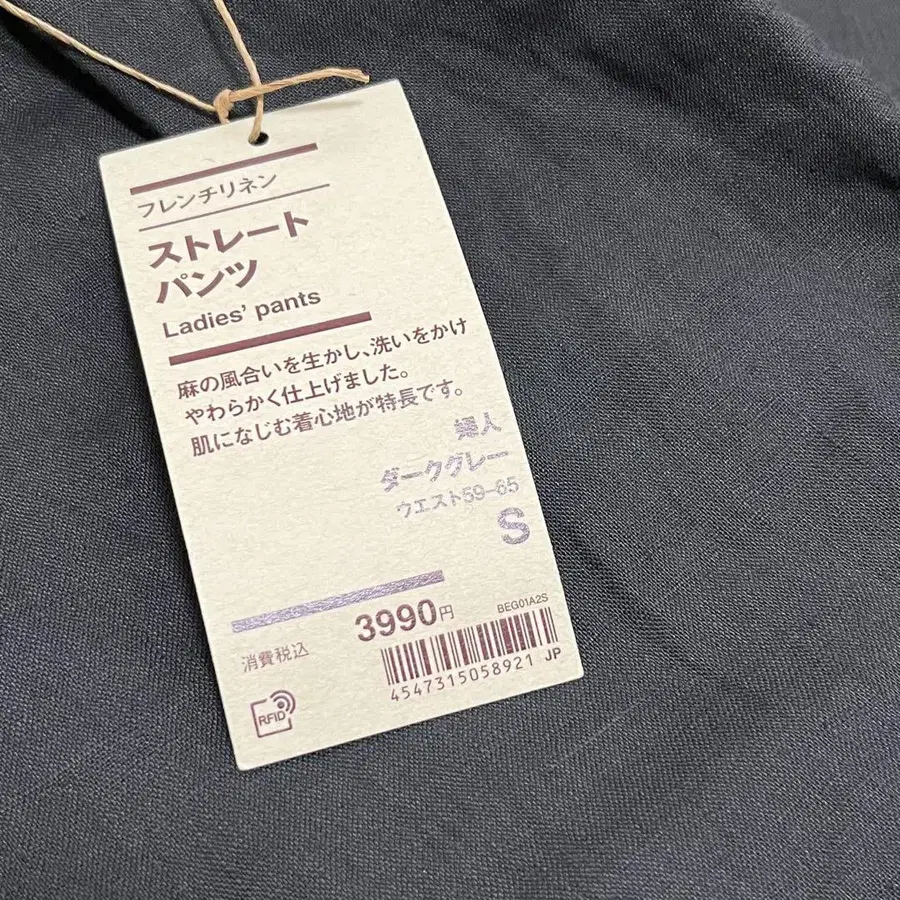 フレンチリネン
ストレート
パンツ
Ladies' pants
麻の風合いを生かし、洗いをかけ
やわらかく仕上げました。
肌になじむ着心地が特長です。
婦人
ダークグレー
ウエスト59-65
S
消費税込 3990円 BEG01A2S
4547315058921 JP
RFID